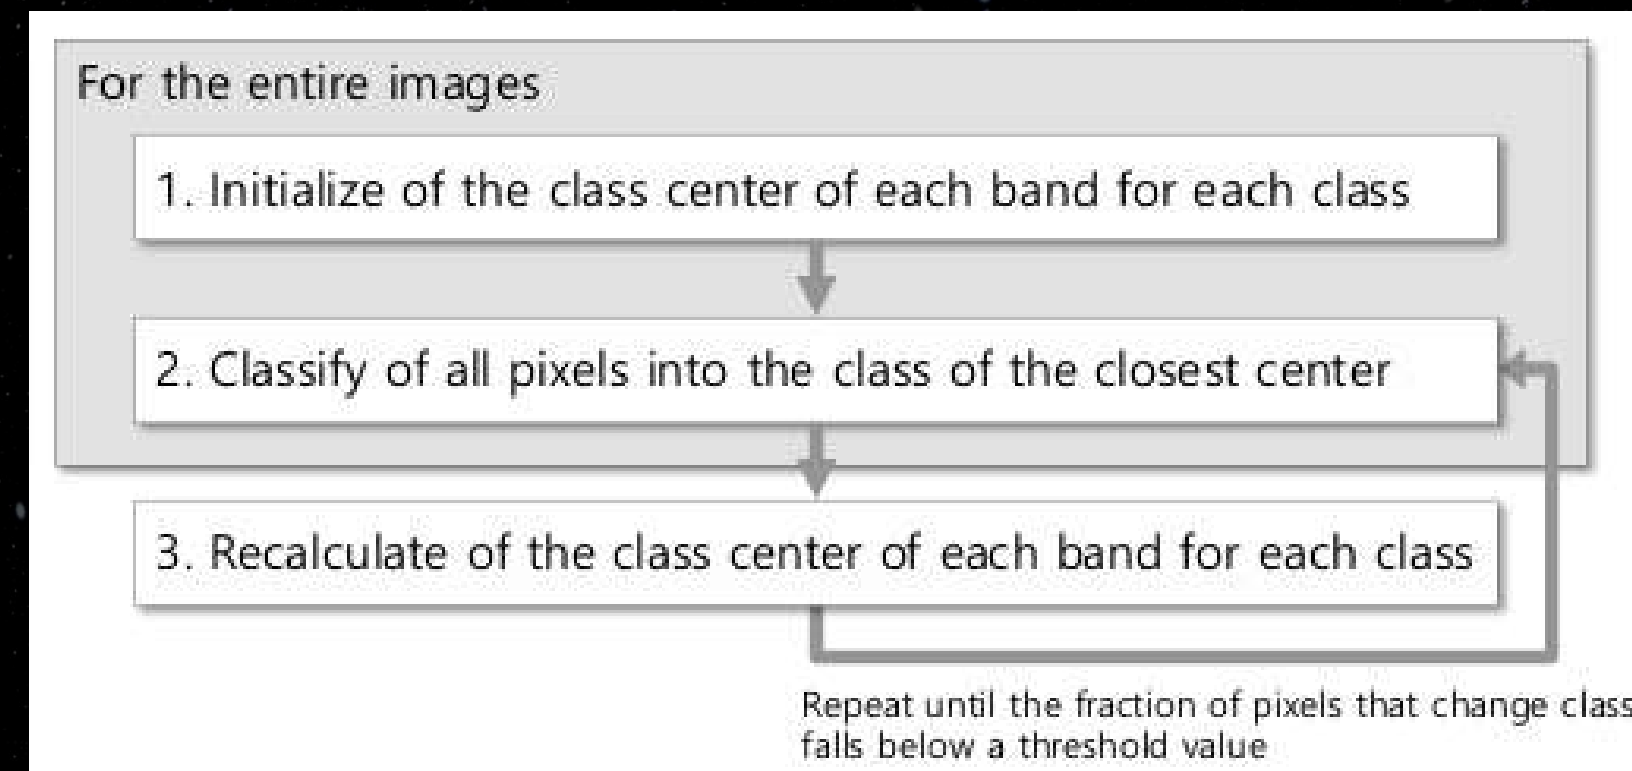 For the entire images
1. Initialize of the class center of each band for each class
2. Classify of all pixels into the class of the closest center
3. Recalculate of the class center of each band for each class
Repeat until the fraction of pixels that change class
falls below a threshold value